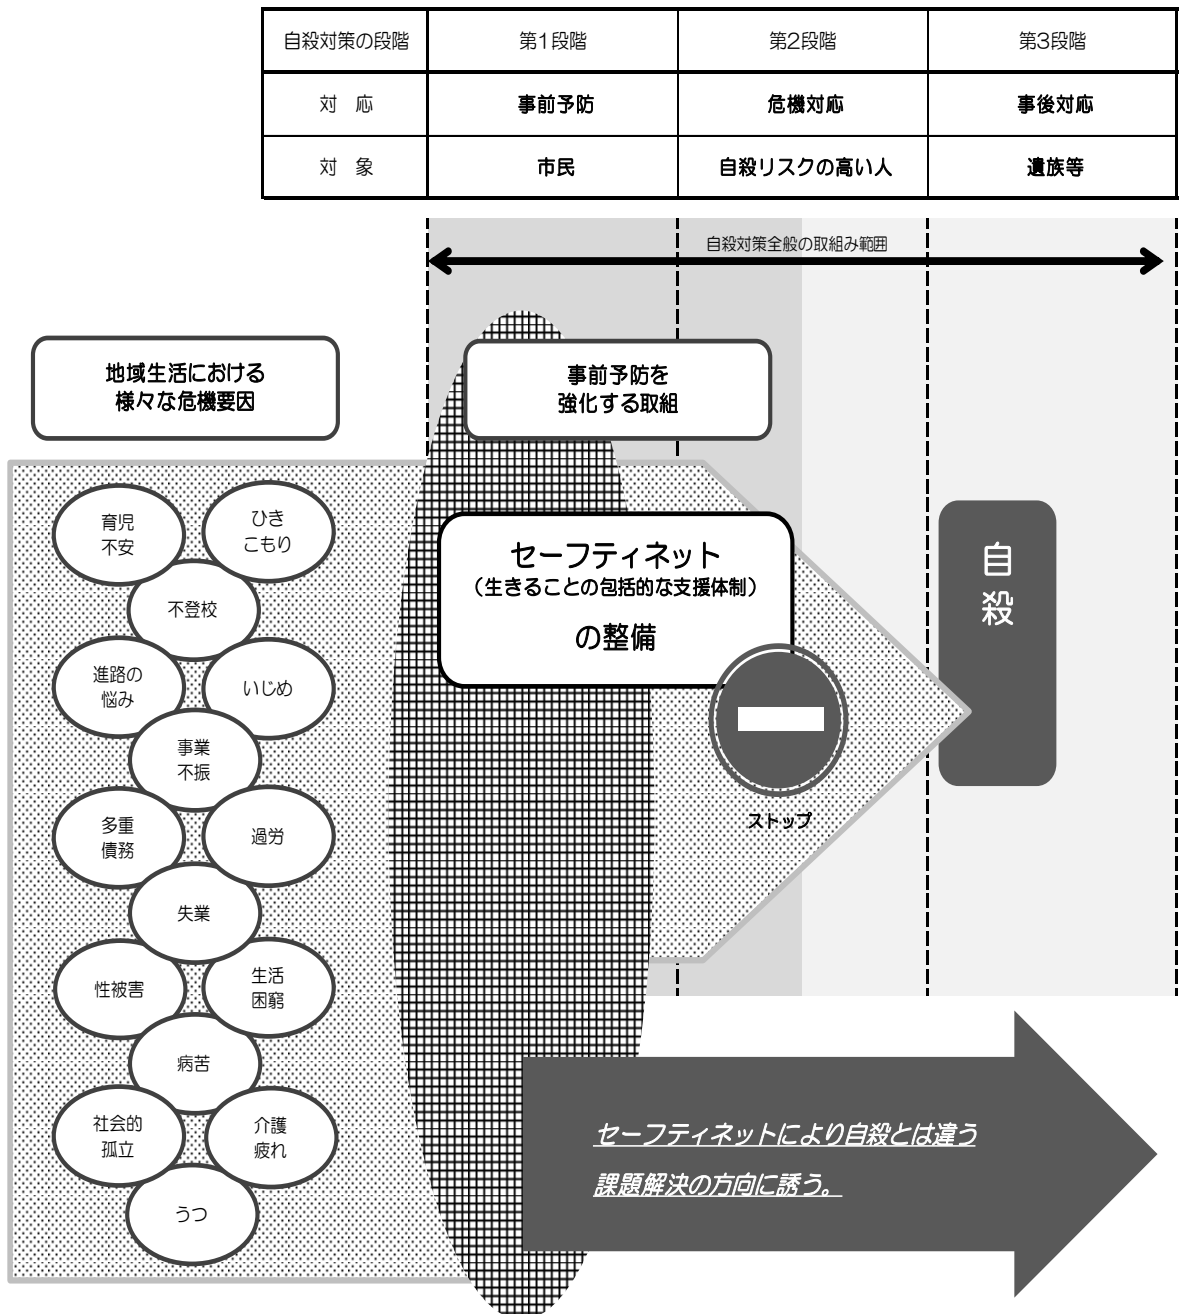 自殺対策の段階 第1段階 第2段階 第3段階
対 応 事前予防 危機対応 事後対応
対 象 市民 自殺リスクの高い人 遺族等
自殺対策全般の取組み範囲
地域生活における
様々な危機要因
事前予防を
強化する取組
育児
不安
ひき
こもり
不登校
進路の
悩み
いじめ
事業
不振
多重
債務
過労
失業
性被害
生活
困窮
病苦
社会的
孤立
介護
疲れ
うつ
セーフティネット
（生きることの包括的な支援体制）
の整備
ストップ
自
殺
セーフティネットにより自殺とは違う
課題解決の方向に誘う。